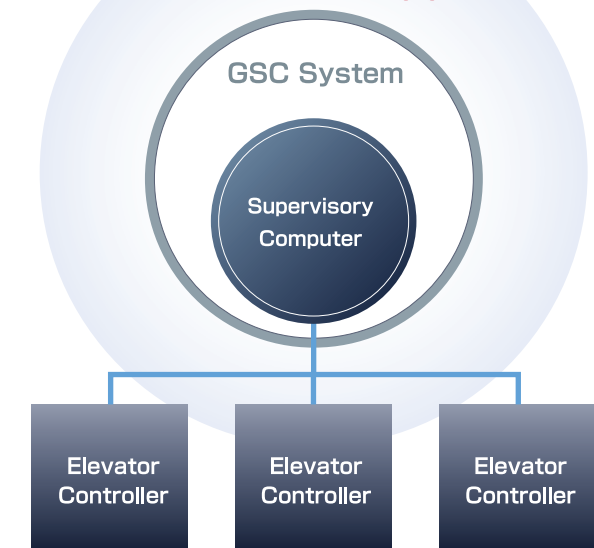 GSC System
Supervisory
Computer
Elevator
Controller
Elevator
Controller
Elevator
Controller